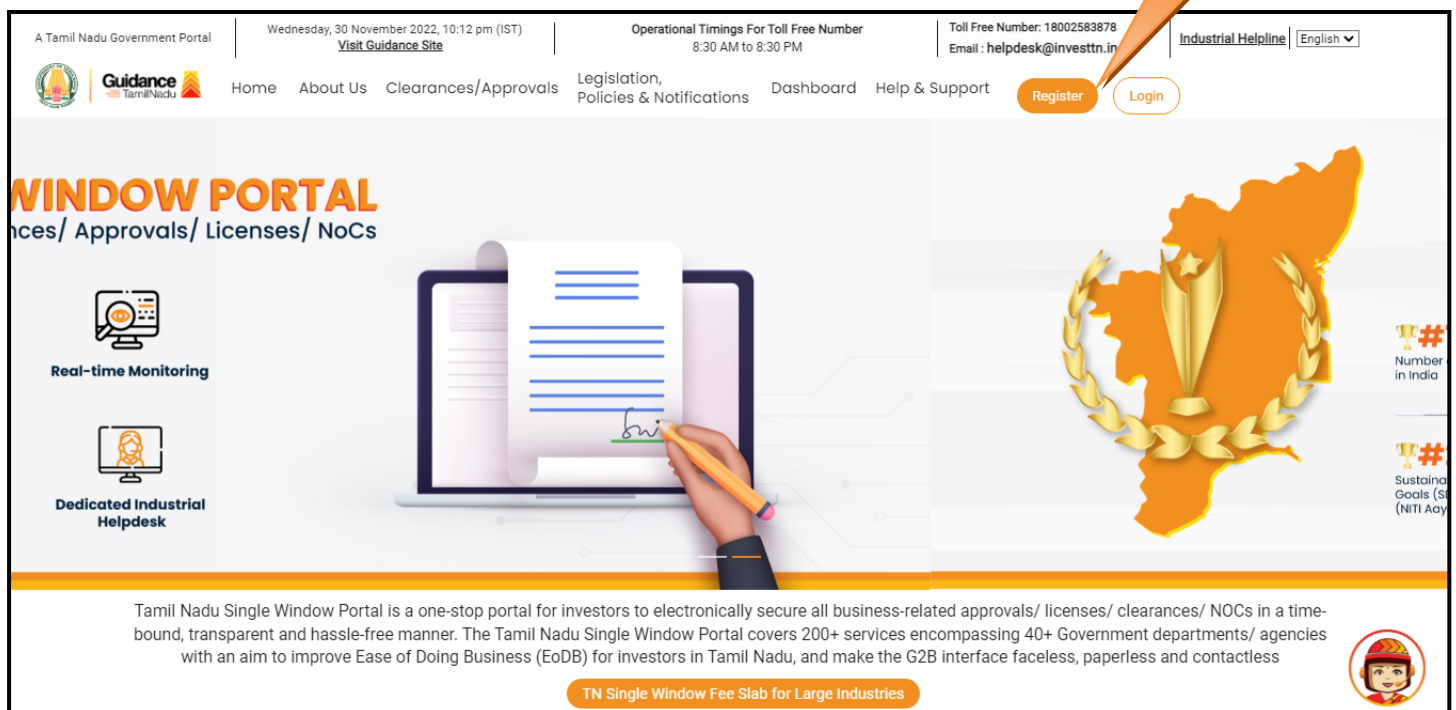 A Tamil Nadu Government Portal
Wednesday, 30 November 2022, 10:12 pm (IST)
Visit Guidance Site
Operational Timings For Toll Free Number
8:30 AM to 8:30 PM
Toll Free Number: 18002583878
Email : helpdesk@investtn.in
Industrial Helpline
English
Guidance
TamilNadu
Home
About Us
Clearances/Approvals
Legislation,
Policies & Notifications
Dashboard
Help & Support
Register
Login
WINDOW PORTAL
nces/ Approvals/ Licenses/ NoCs
Real-time Monitoring
Dedicated Industrial
Helpdesk
#
Number
in India
#
Sustaina
Goals (S
(NITI Aay
Tamil Nadu Single Window Portal is a one-stop portal for investors to electronically secure all business-related approvals/ licenses/ clearances/ NOCs in a time-
bound, transparent and hassle-free manner. The Tamil Nadu Single Window Portal covers 200+ services encompassing 40+ Government departments/ agencies
with an aim to improve Ease of Doing Business (EoDB) for investors in Tamil Nadu, and make the G2B interface faceless, paperless and contactless
TN Single Window Fee Slab for Large Industries